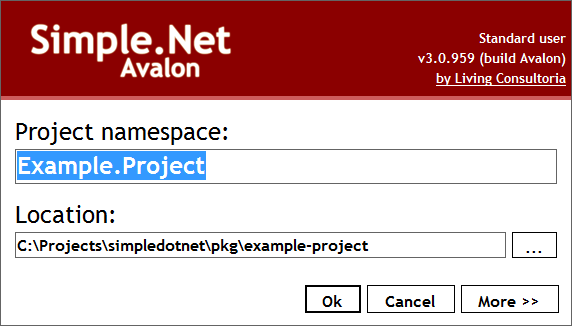 Simple.Net
Avalon
Standard user
v3.0.959 (build Avalon)
by Living Consultoria
Project namespace:
Example.Project
Location:
C:\Projects\simpledotnet\pkg\example-project
...
Ok
Cancel
More >>